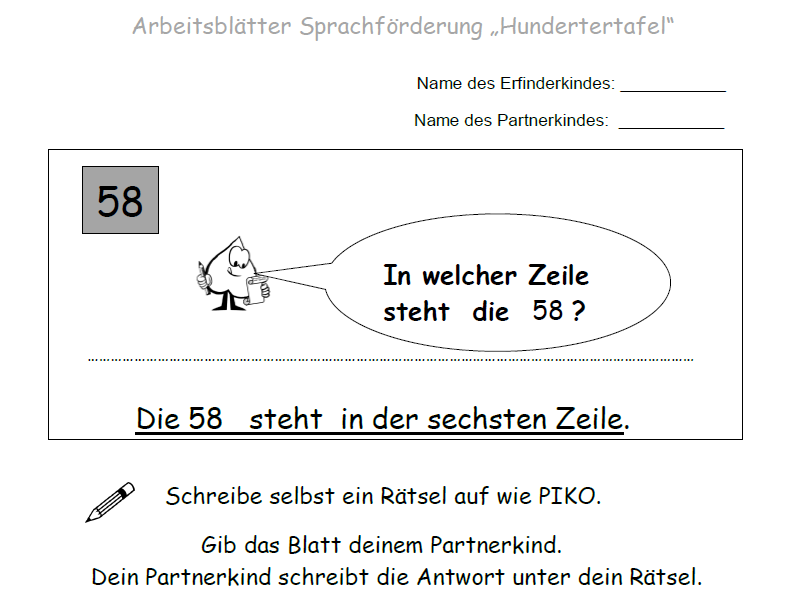 Arbeitsblätter Sprachförderung „Hundertertafel“
Name des Erfinderkindes: ___________
Name des Partnerkindes: ___________
58
In welcher Zeile
steht die 58 ?
Die 58 steht in der sechsten Zeile.
Schreibe selbst ein Rätsel auf wie PIKO.
Gib das Blatt deinem Partnerkind.
Dein Partnerkind schreibt die Antwort unter dein Rätsel.